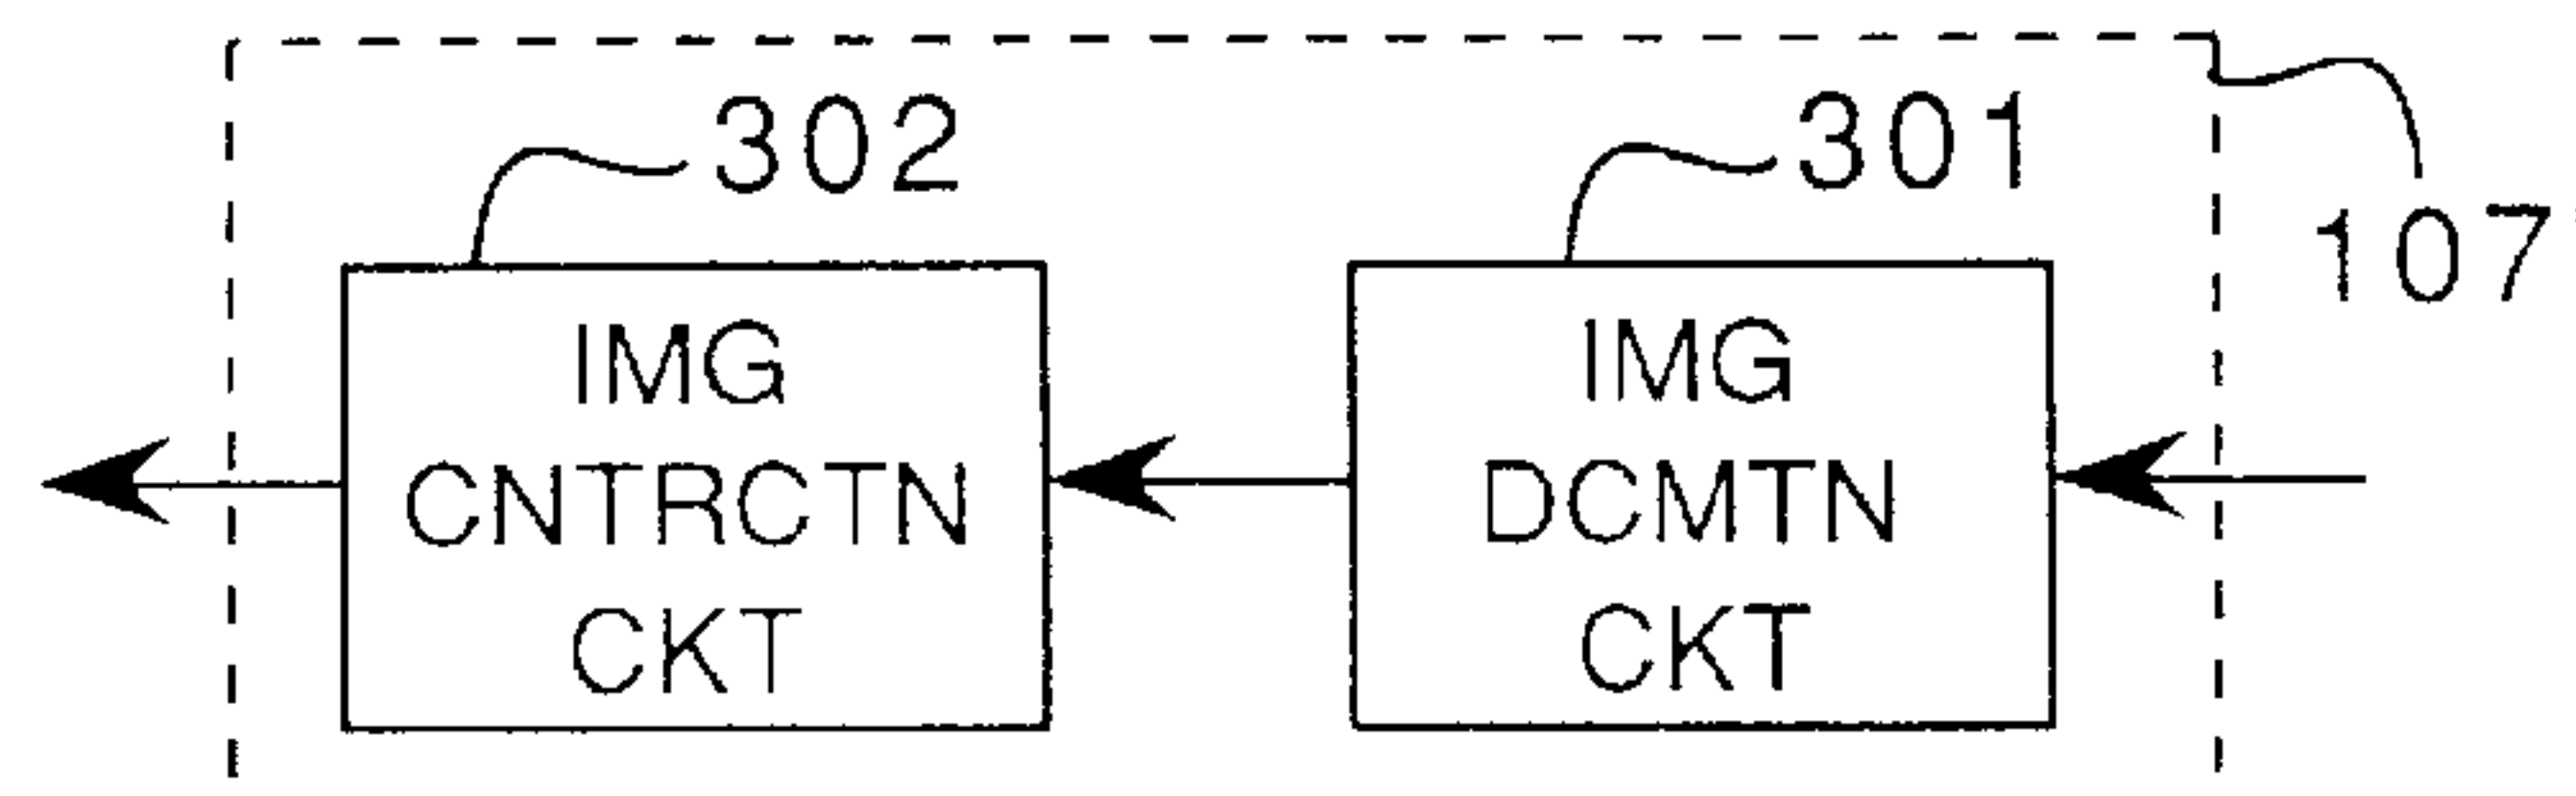 302
301
107
IMG
CNTRCTN
CKT
IMG
DCMTN
CKT